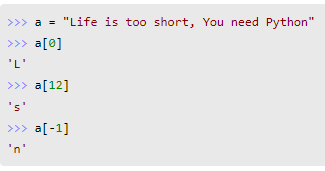 >>> a = "Life is too short, You need Python"
>>> a[0]
'L'
>>> a[12]
's'
>>> a[-1]
'n'